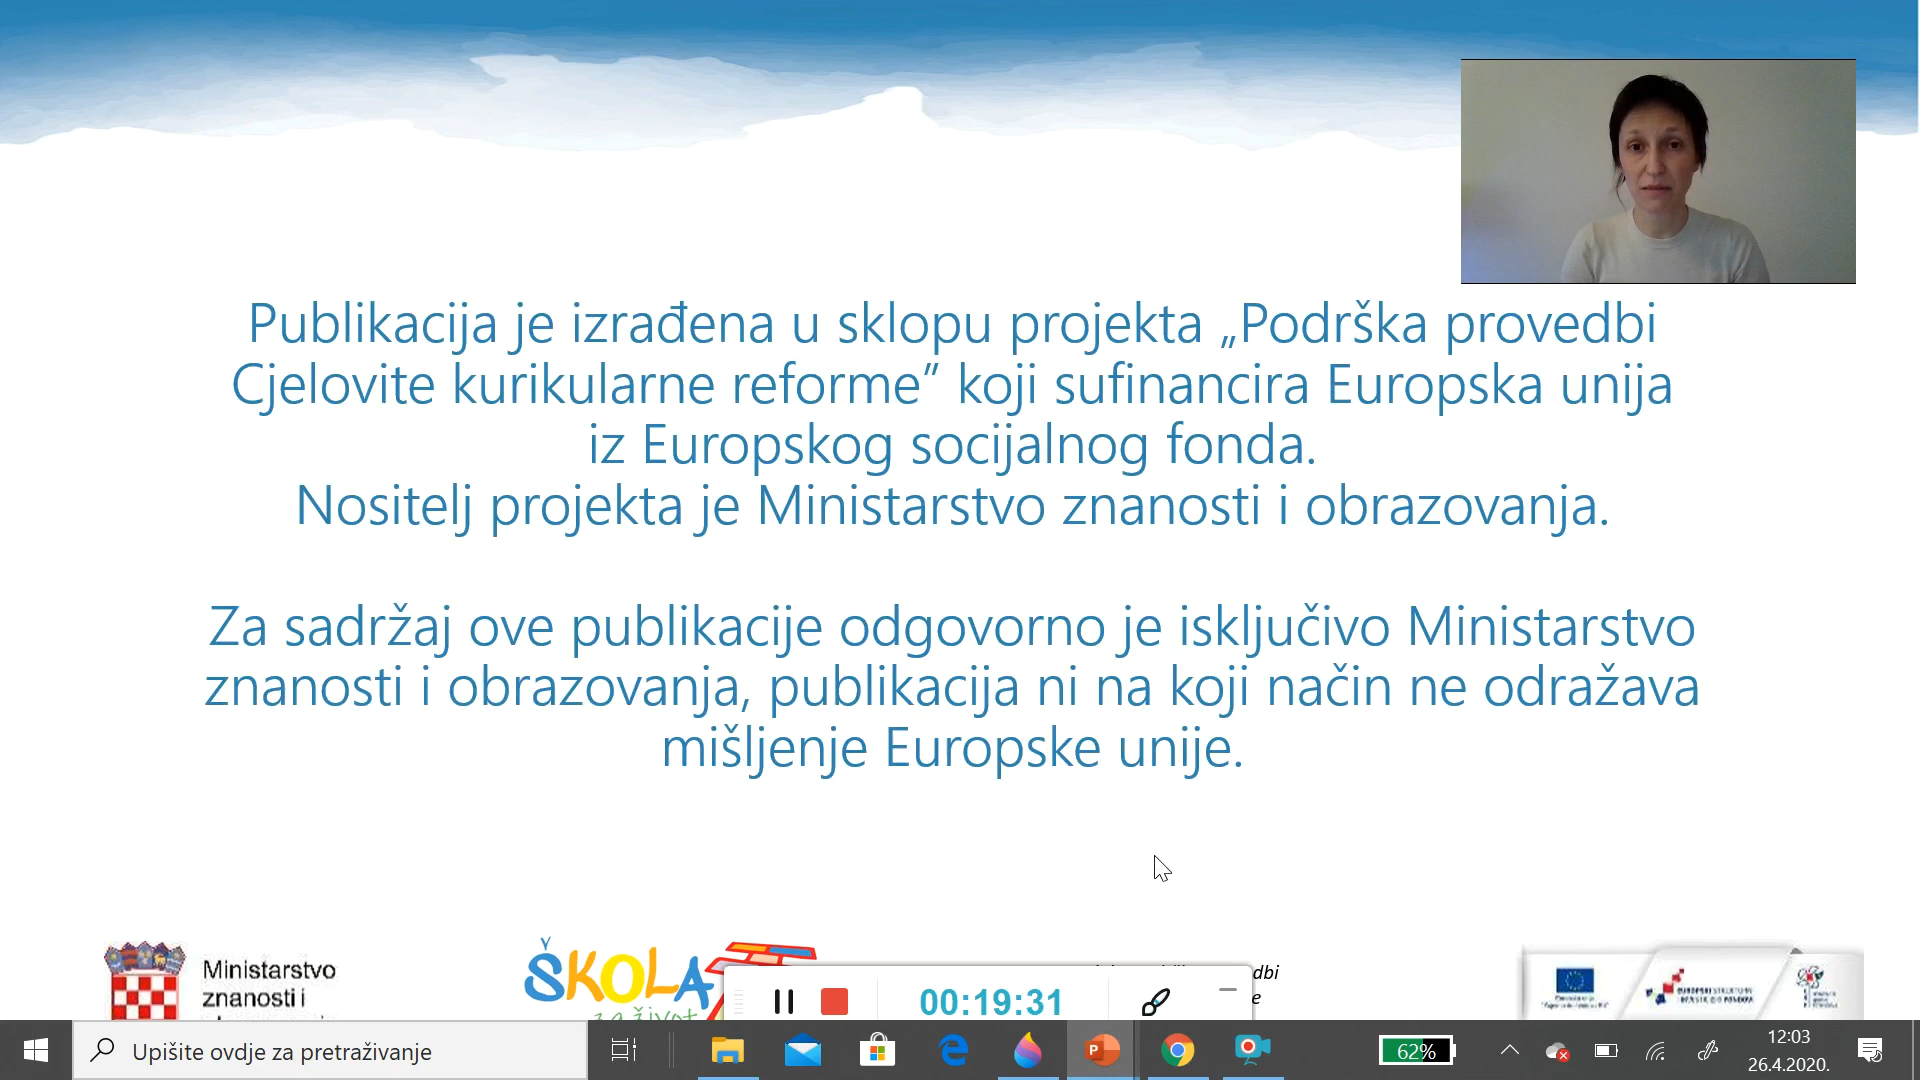 Publikacija je izrađena u sklopu projekta „Podrška provedbi
Cjelovite kurikularne reforme” koji sufinancira Europska unija
iz Europskog socijalnog fonda.
Nositelj projekta je Ministarstvo znanosti i obrazovanja.
Za sadržaj ove publikacije odgovorno je isključivo Ministarstvo
znanosti i obrazovanja, publikacija ni na koji način ne odražava
mišljenje Europske unije.
Ministarstvo
znanosti i
ŠKOLA
za život
00:19:31
Upišite ovdje za pretraživanje
62%
12:03
26.4.2020.